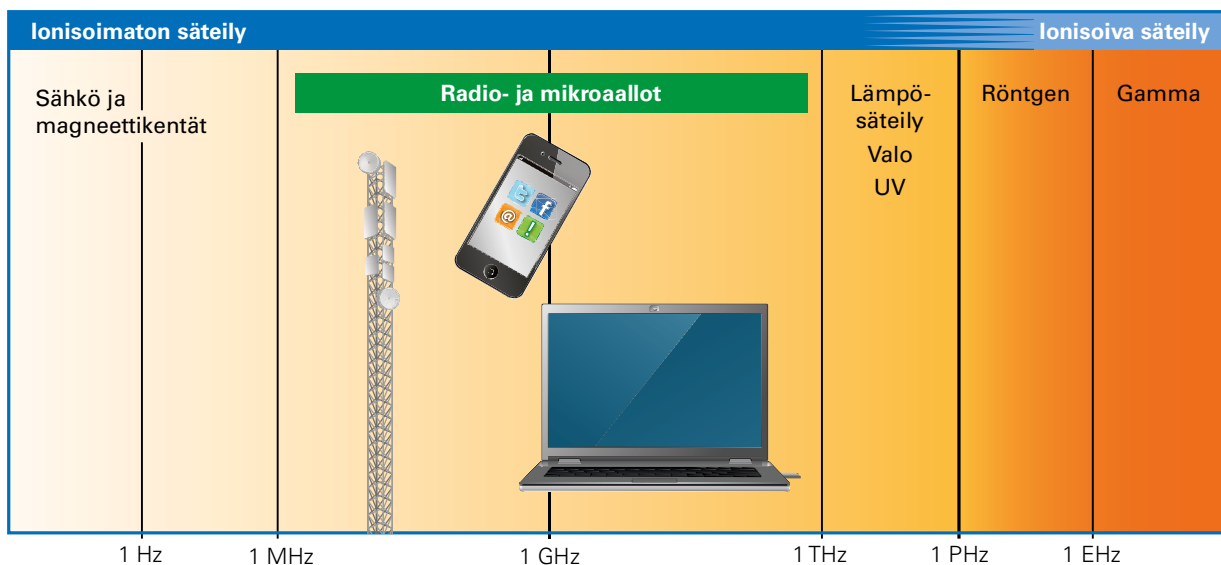 Ionisoimaton säteily
Ionisoiva säteily
Sähkö ja
magneettikentät
Radio- ja mikroaallot
Lämpö-
säteily
Valo
UV
Röntgen
Gamma
f
@
!
1 Hz
1 MHz
1 GHz
1 THz
1 PHz
1 EHz